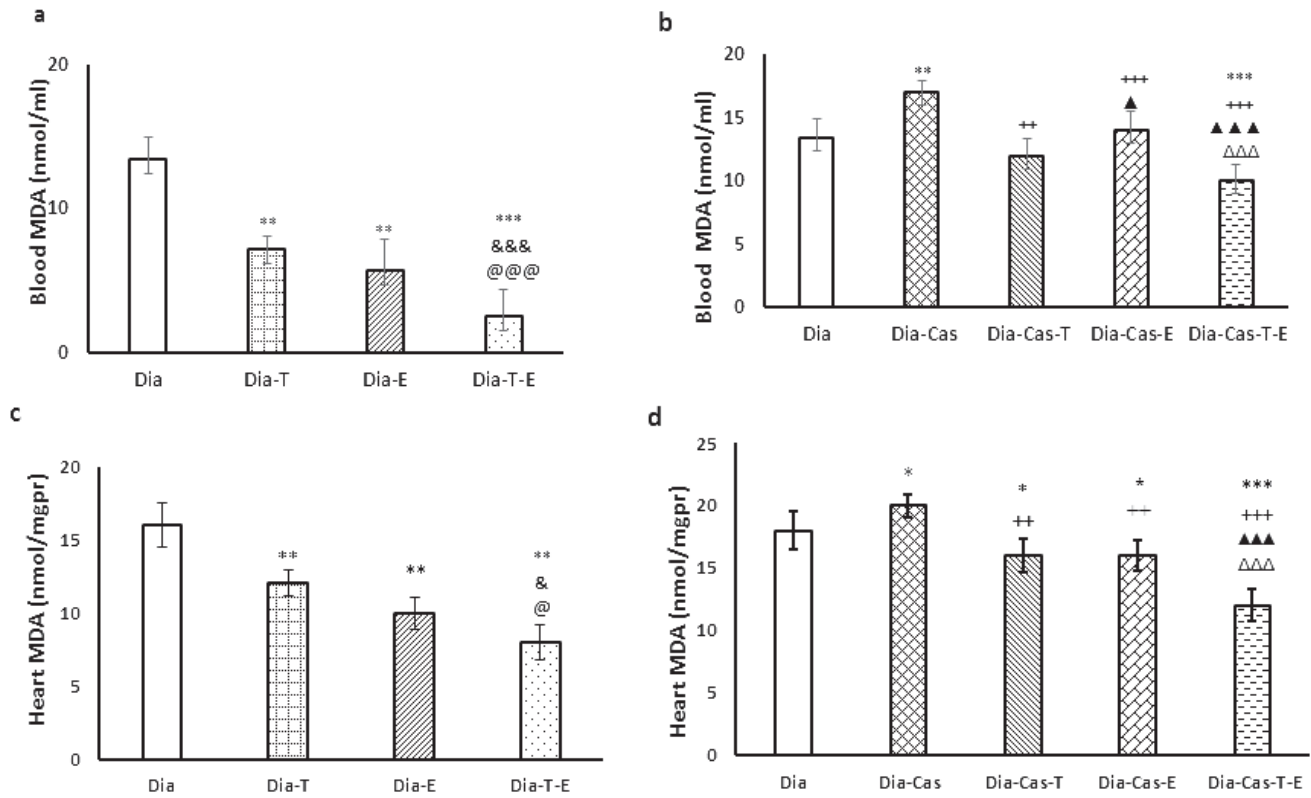 a
Blood MDA (nmol/ml)
20
10
0
**
**
***
&&&
@@@
Dia
Dia-T
Dia-E
Dia-T-E
b
Blood MDA (nmol/ml)
20
15
10
5
0
**
++
+++
▲
***
+++
▲ ▲ ▲
△△△
Dia
Dia-Cas
Dia-Cas-T
Dia-Cas-E
Dia-Cas-T-E
c
Heart MDA (nmol/mgpr)
20
15
10
5
0
**
**
**
&
@
Dia
Dia-T
Dia-E
Dia-T-E
d
Heart MDA (nmol/mgpr)
25
20
15
10
5
0
*
*
++
*
++
***
+++
▲▲▲
△△△
Dia
Dia-Cas
Dia-Cas-T
Dia-Cas-E
Dia-Cas-T-E